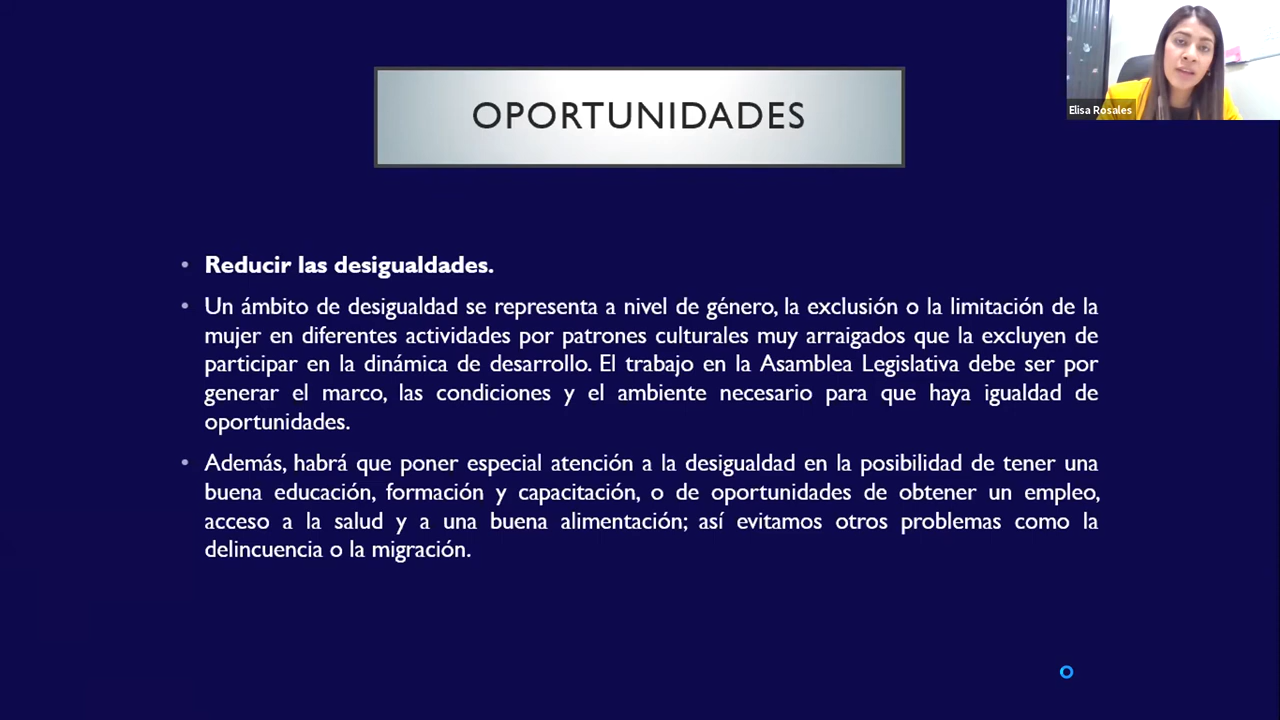 Elisa Rosales
OPORTUNIDADES
• Reducir las desigualdades.
• Un ámbito de desigualdad se representa a nivel de género, la exclusión o la limitación de la
mujer en diferentes actividades por patrones culturales muy arraigados que la excluyen de
participar en la dinámica de desarrollo. El trabajo en la Asamblea Legislativa debe ser por
generar el marco, las condiciones y el ambiente necesario para que haya igualdad de
oportunidades.
• Además, habrá que poner especial atención a la desigualdad en la posibilidad de tener una
buena educación, formación y capacitación, o de oportunidades de obtener un empleo,
acceso a la salud y a una buena alimentación; así evitamos otros problemas como la
delincuencia o la migración.